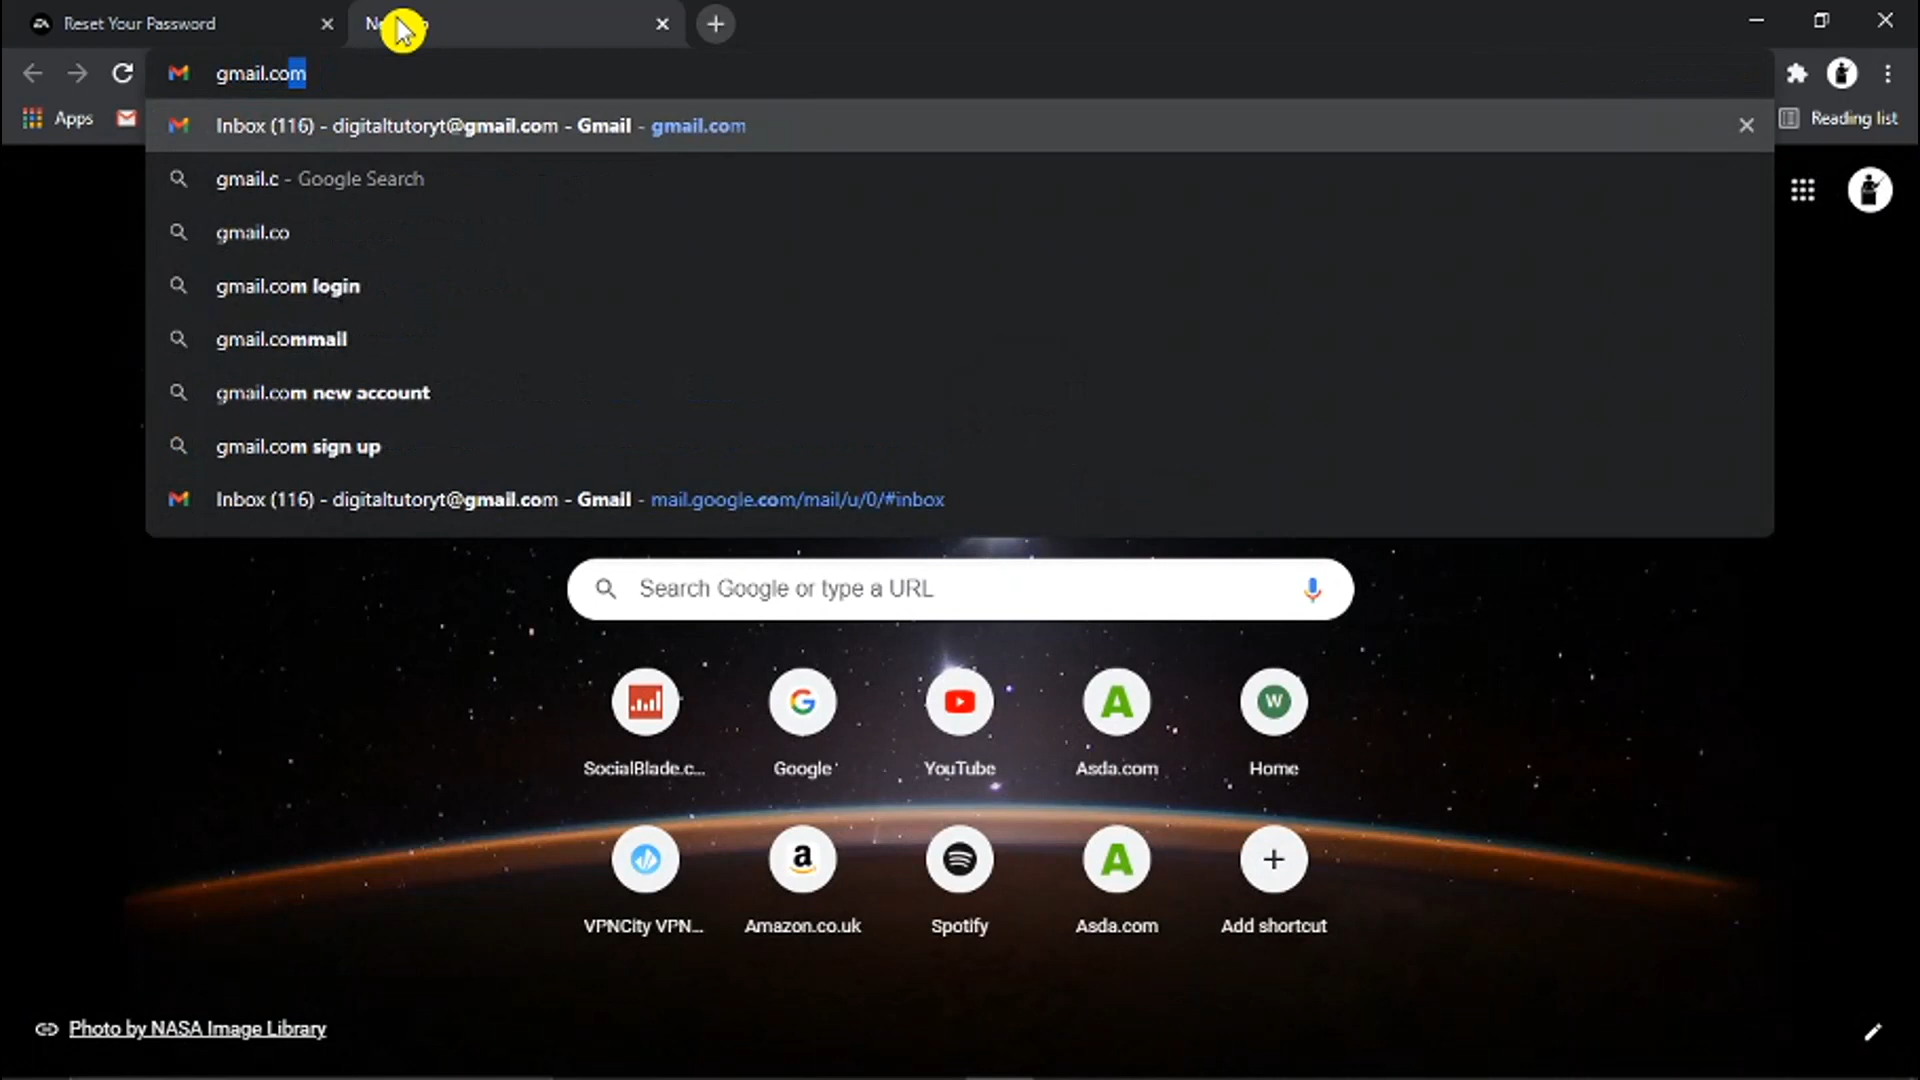 Reset Your Password
gmail.com
Apps
Reading list
Inbox (116) - digitaltutoryt@gmail.com - Gmail - gmail.com
gmail.c - Google Search
gmail.co
gmail.com login
gmail.commall
gmail.com new account
gmail.com sign up
Inbox (116) - digitaltutoryt@gmail.com - Gmail - mail.google.com/mail/u/0/#inbox
Search Google or type a URL
SocialBlade.c...
Google
YouTube
Asda.com
Home
VPNCity VPN...
Amazon.co.uk
Spotify
Asda.com
Add shortcut
Photo by NASA Image Library